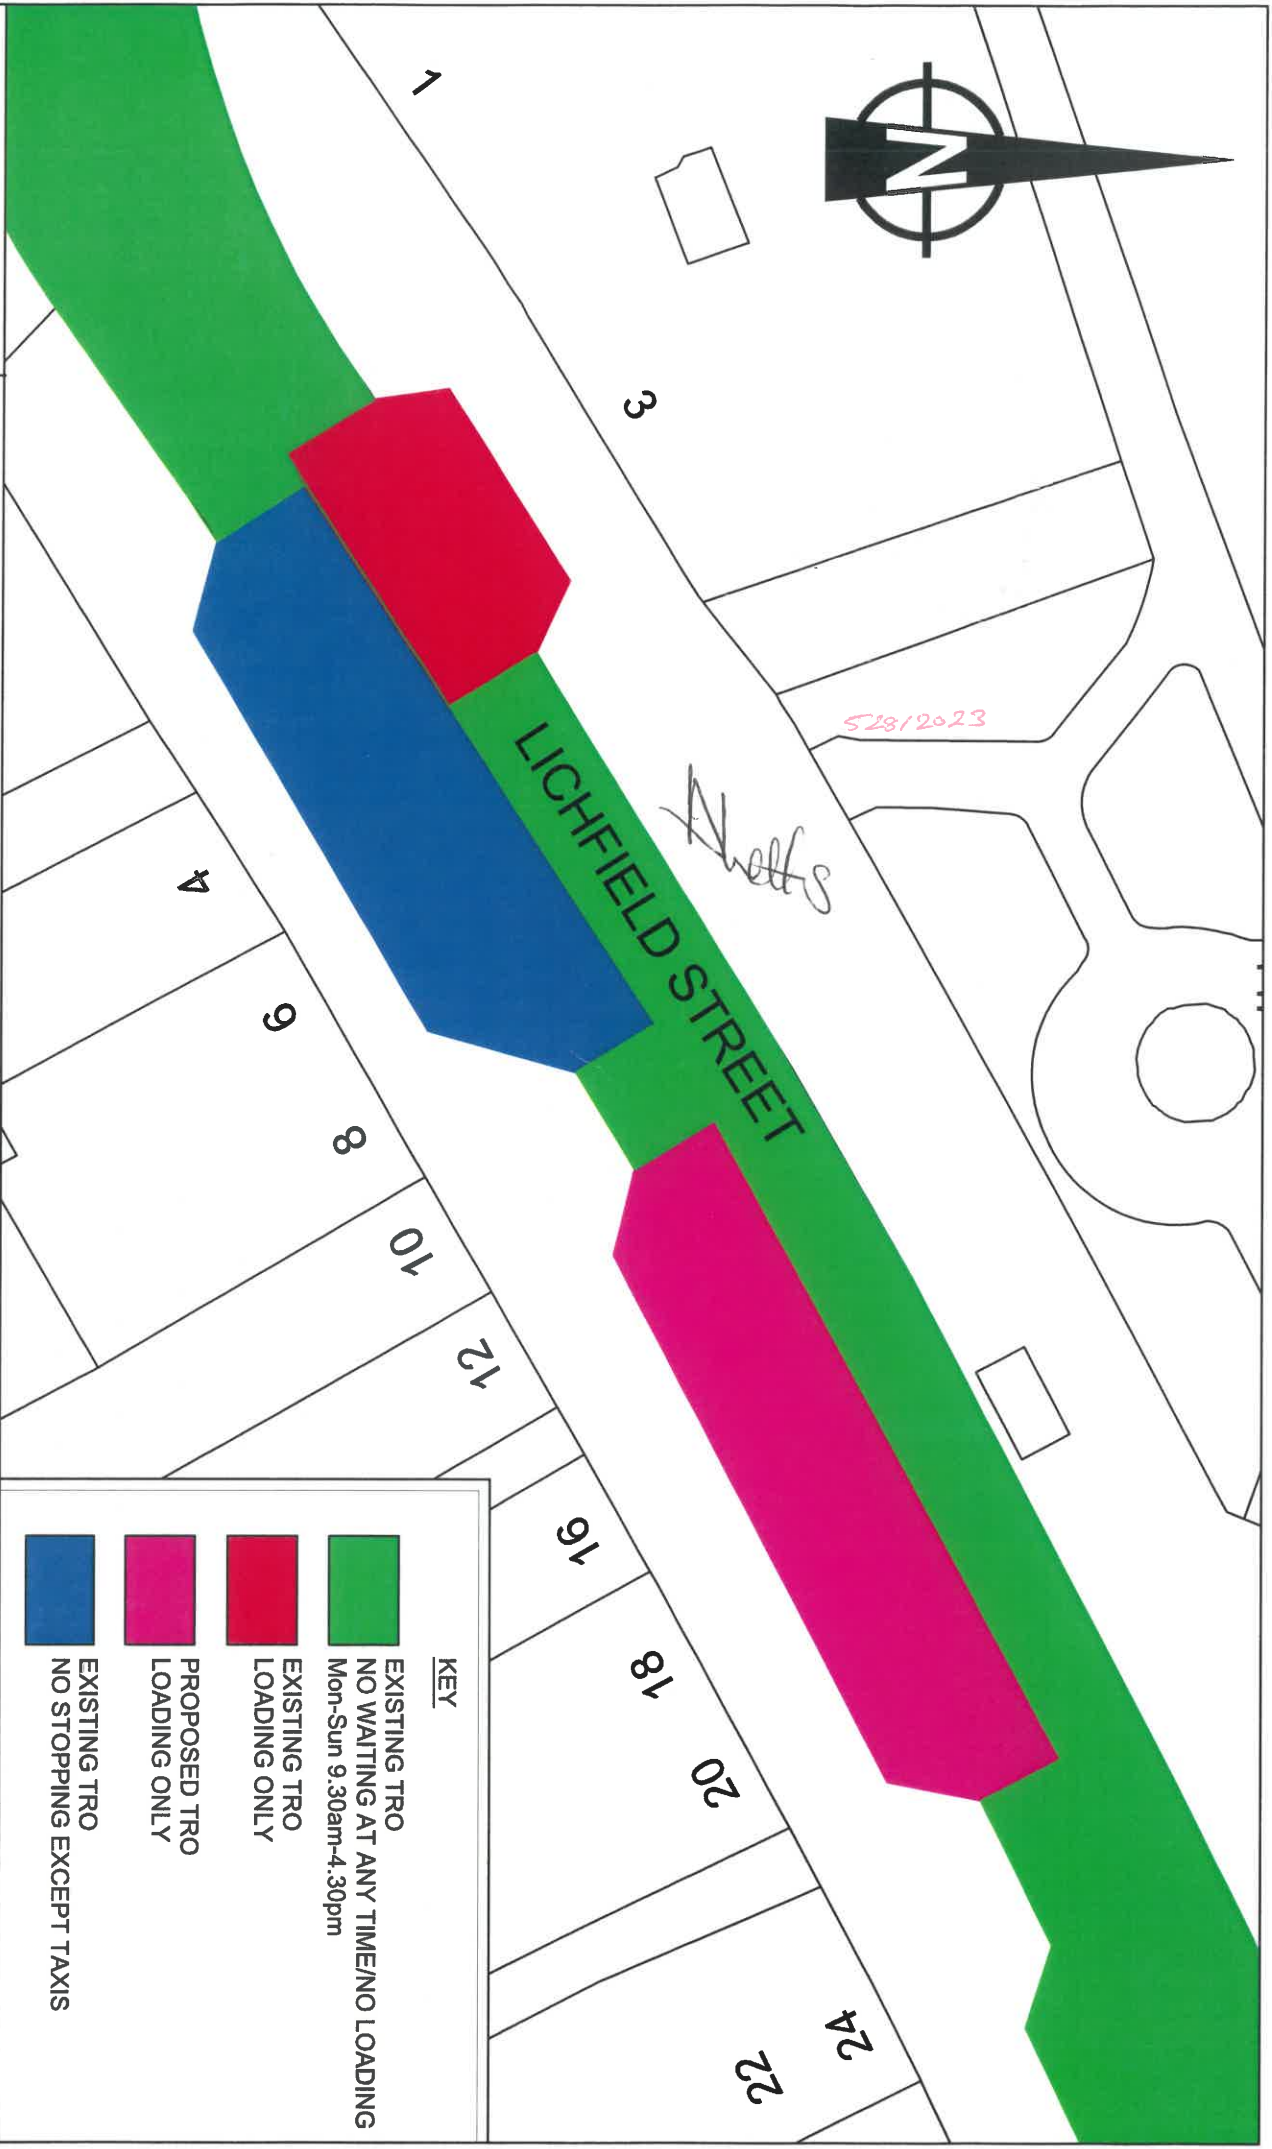 N
1
3
528/2023
LICHFIELD STREET
4
6
8
10
12
16
18
20
24
22
KEY
EXISTING TRO
NO WAITING AT ANY TIME/NO LOADING
Mon-Sun 9.30am-4.30pm
EXISTING TRO
LOADING ONLY
PROPOSED TRO
LOADING ONLY
EXISTING TRO
NO STOPPING EXCEPT TAXIS